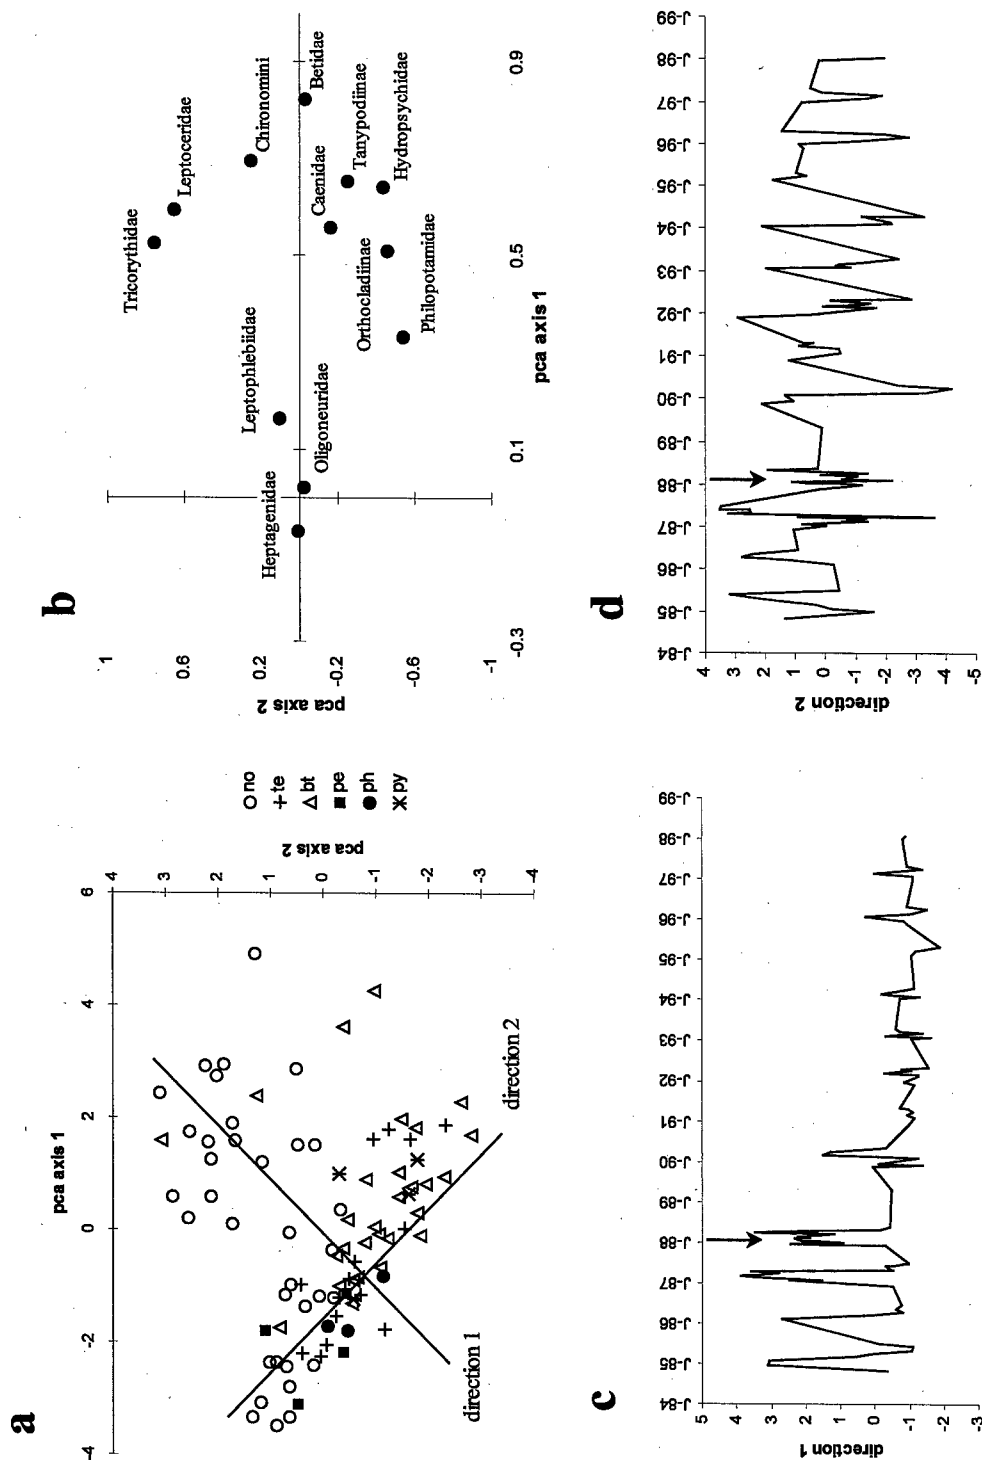 a
pca axis 1
-4
-2
0
2
4
6
4
3
2
1
0
-1
-2
-3
-4
pca axis 2
direction 1
direction 2
no
te
bt
pe
ph
py
b
1
0.6
0.2
-0.2
-0.6
-1
pca axis 2
-0.3
0.1
0.5
0.9
pca axis 1
Heptagenidae
Oligoneuridae
Leptophlebiidae
Tricorythidae
Leptoceridae
Chironomini
Betidae
Caenidae
Tanypodiinae
Hydropsychidae
Orthocladiinae
Philopotamidae
c
5
4
3
2
1
0
-1
-2
-3
direction 1
J-84
J-85
J-86
J-87
J-88
J-89
J-90
J-91
J-92
J-93
J-94
J-95
J-96
J-97
J-98
J-99
d
4
3
2
1
0
-1
-2
-3
-4
-5
direction 2
J-84
J-85
J-86
J-87
J-88
J-89
J-90
J-91
J-92
J-93
J-94
J-95
J-96
J-97
J-98
J-99